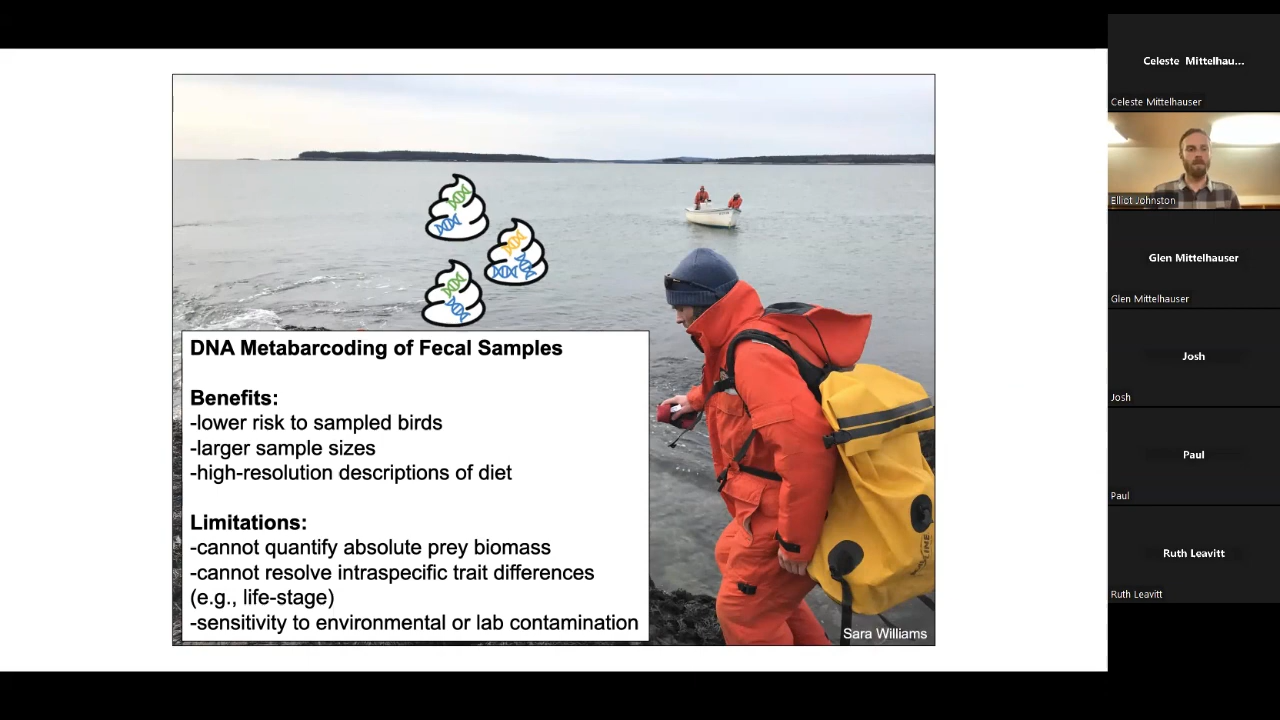 DNA Metabarcoding of Fecal Samples
Benefits:
-lower risk to sampled birds
-larger sample sizes
-high-resolution descriptions of diet
Limitations:
-cannot quantify absolute prey biomass
-cannot resolve intraspecific trait differences
(e.g., life-stage)
-sensitivity to environmental or lab contamination
Sara Williams
Celeste Mittelhau...
Celeste Mittelhauser
Elliot Johnston
Glen Mittelhauser
Glen Mittelhauser
Josh
Josh
Paul
Paul
Ruth Leavitt
Ruth Leavitt